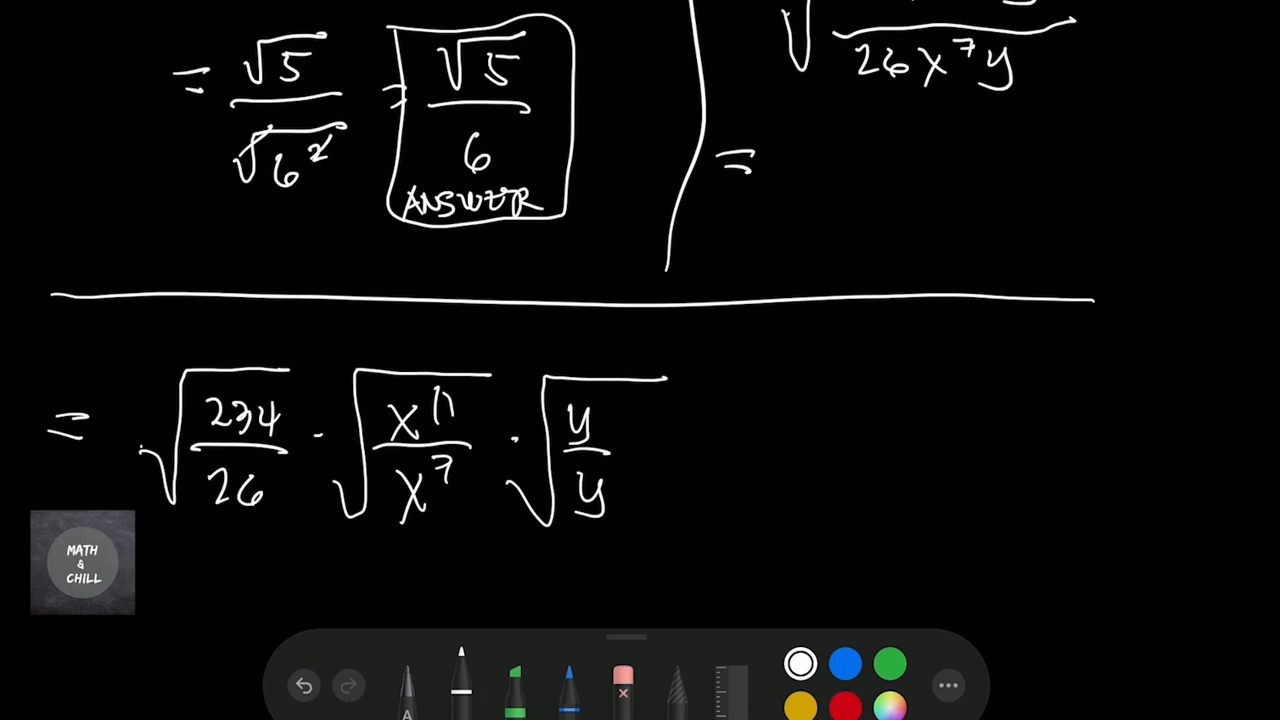 = √5/√6² = √5/6
ANSWER
√ /26x⁷y
=
= √234/26 · √x¹¹/x⁷ · √y/y
MATH
&
CHILL
A